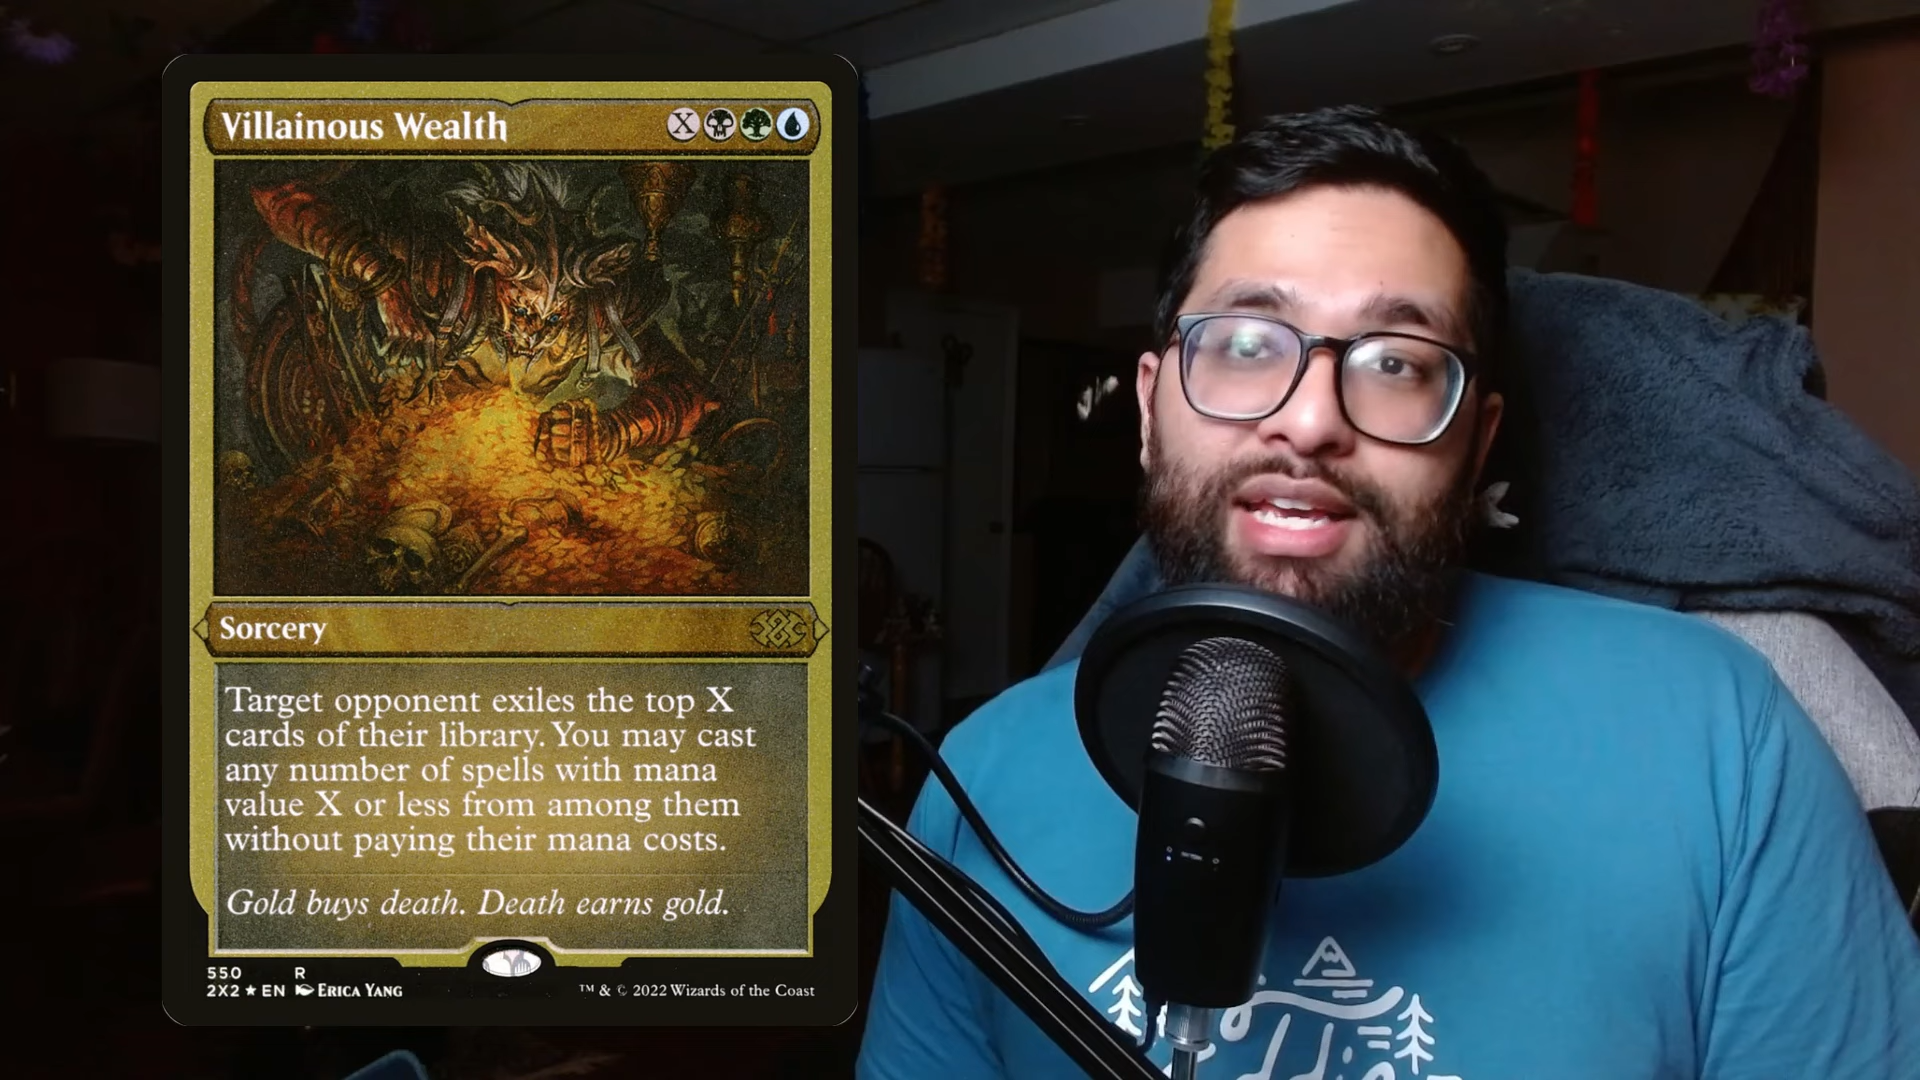 Villainous Wealth
X
Sorcery
Target opponent exiles the top X
cards of their library. You may cast
any number of spells with mana
value X or less from among them
without paying their mana costs.
Gold buys death. Death earns gold.
550 R
2X2 ★ EN ERICA YANG
™ & © 2022 Wizards of the Coast